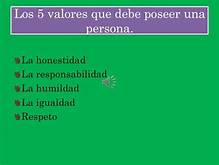 Los 5 valores que debe poseer una
persona.
La honestidad
La responsabilidad
La humildad
La igualdad
Respeto